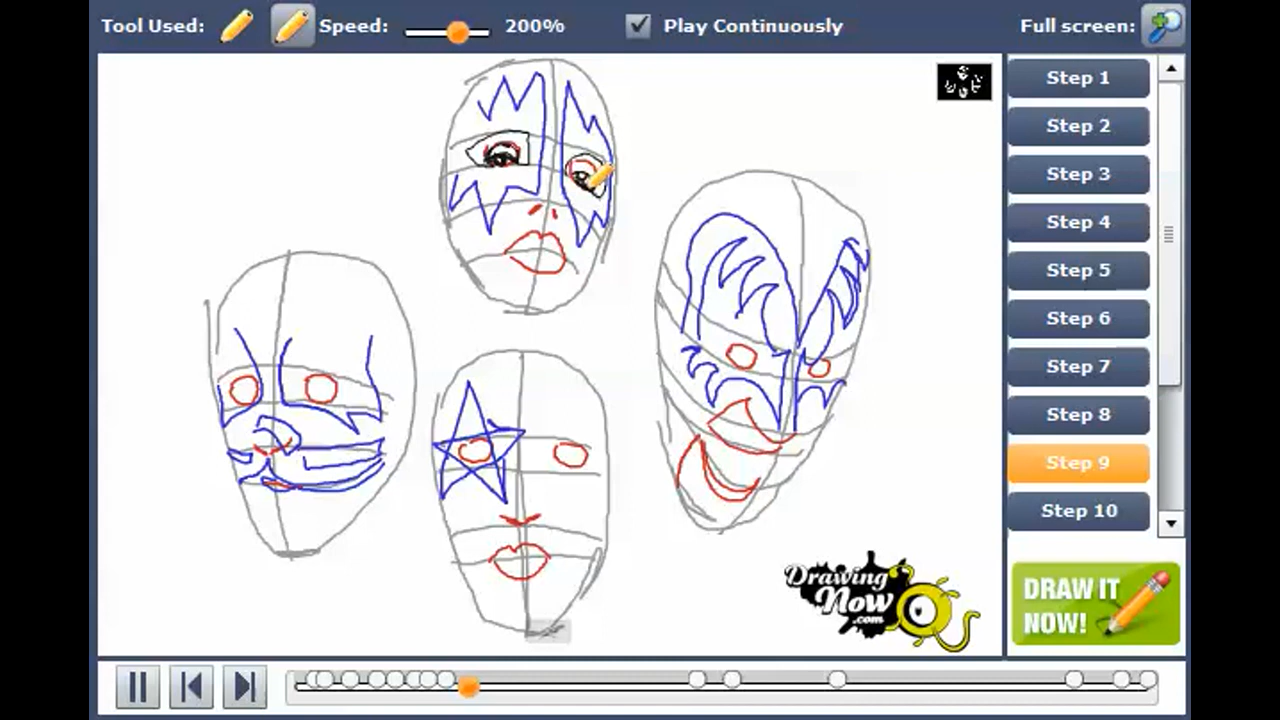 Tool Used: Speed: 200% Play Continuously Full screen:
Step 1
Step 2
Step 3
Step 4
Step 5
Step 6
Step 7
Step 8
Step 9
Step 10
Drawing
Now
.com
DRAW IT
NOW!